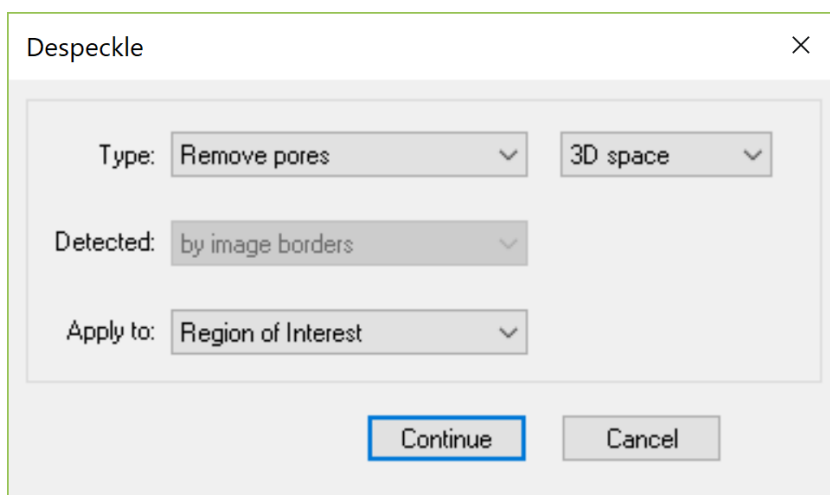 Despeckle
Type: Remove pores 3D space
Detected: by image borders
Apply to: Region of Interest
Continue Cancel